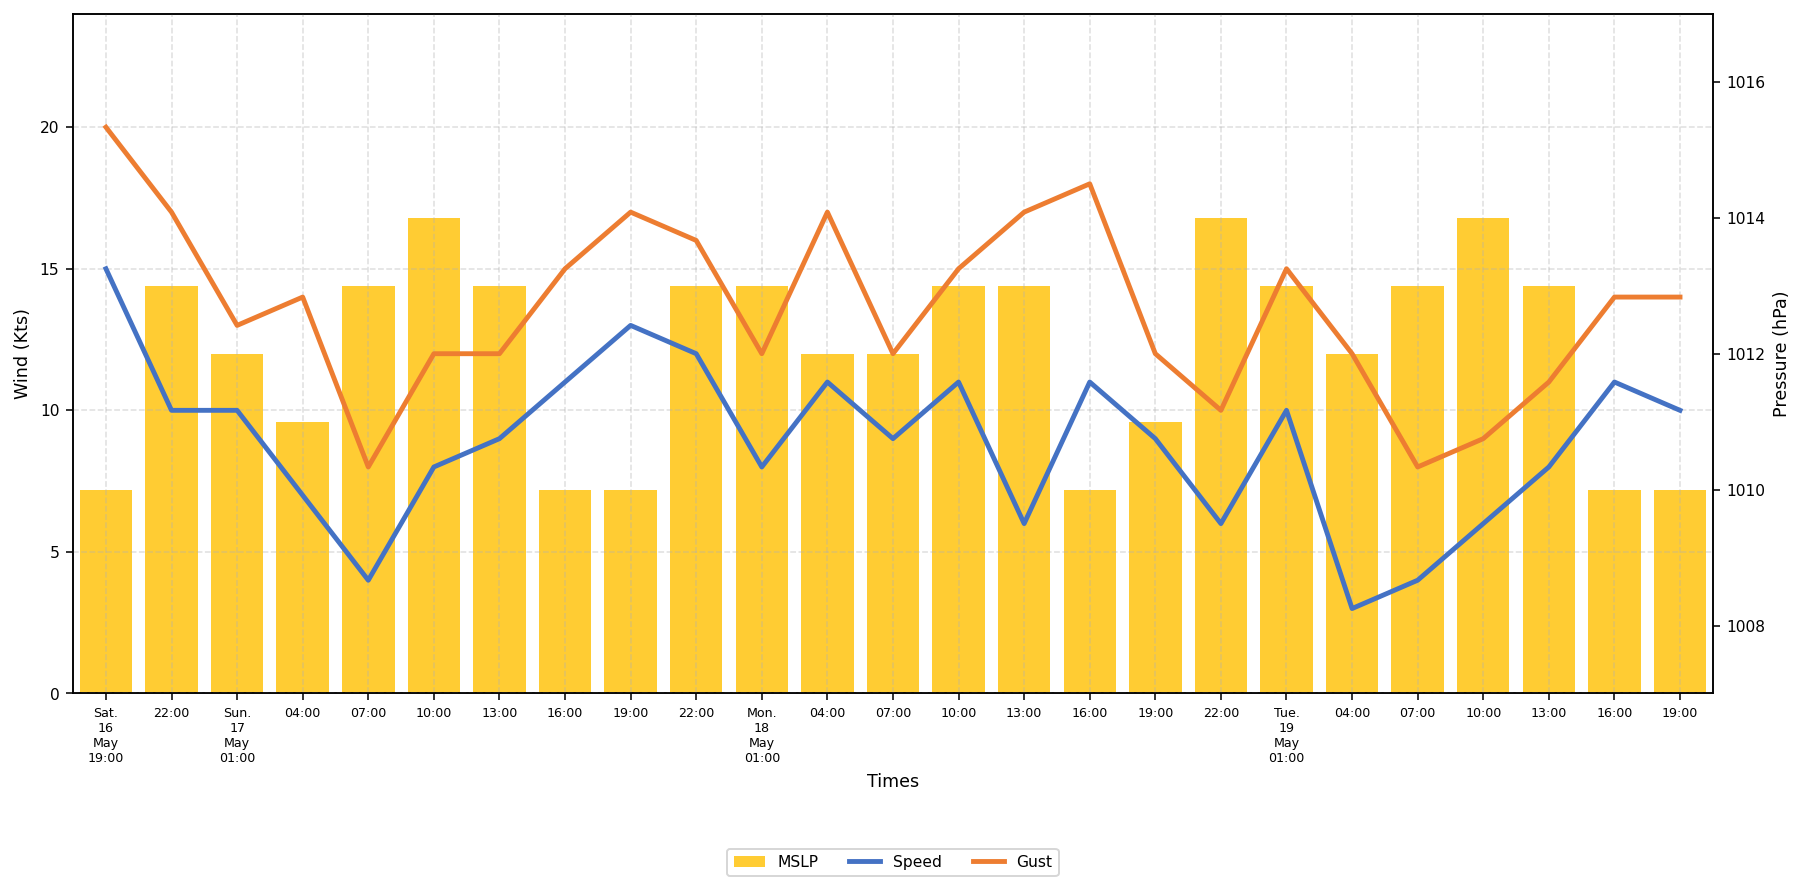 20
15
10
5
0
Wind (Kts)
1016
1014
1012
1010
1008
Pressure (hPa)
Sat.
16
May
19:00
22:00
Sun.
17
May
01:00
04:00
07:00
10:00
13:00
16:00
19:00
22:00
Mon.
18
May
01:00
04:00
07:00
10:00
13:00
16:00
19:00
22:00
Tue.
19
May
01:00
04:00
07:00
10:00
13:00
16:00
19:00
Times
MSLP
Speed
Gust